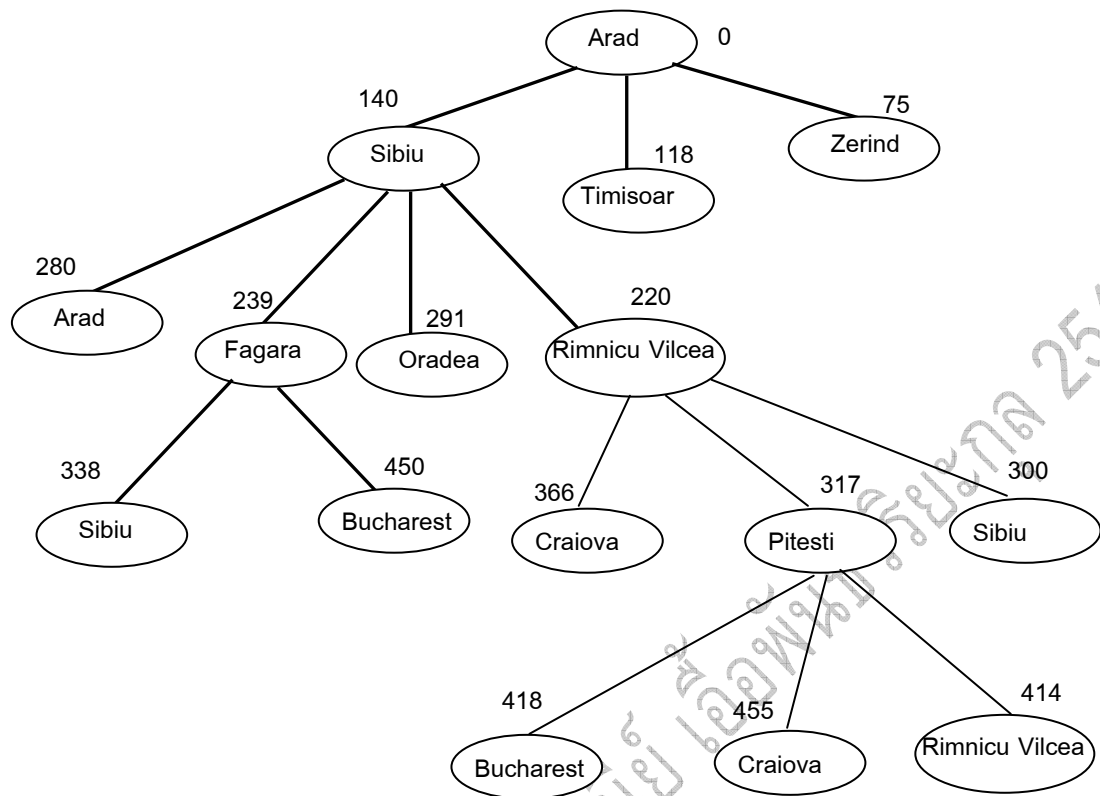 Arad 0
140
75
Sibiu
Zerind
118
Timisoar
280
239
291
220
Arad
Fagara
Oradea
Rimnicu Vilcea
338
450
366
317
300
Sibiu
Bucharest
Craiova
Pitesti
Sibiu
418
455
414
Bucharest
Craiova
Rimnicu Vilcea